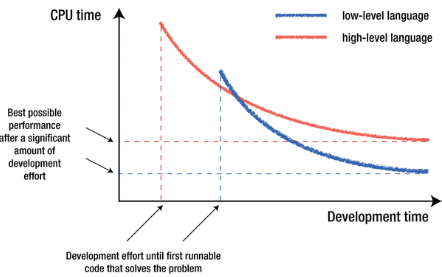 CPU time
low-level language
high-level language
Best possible
performance
after a significant
amount of
development
effort
Development time
Development effort until first runnable
code that solves the problem